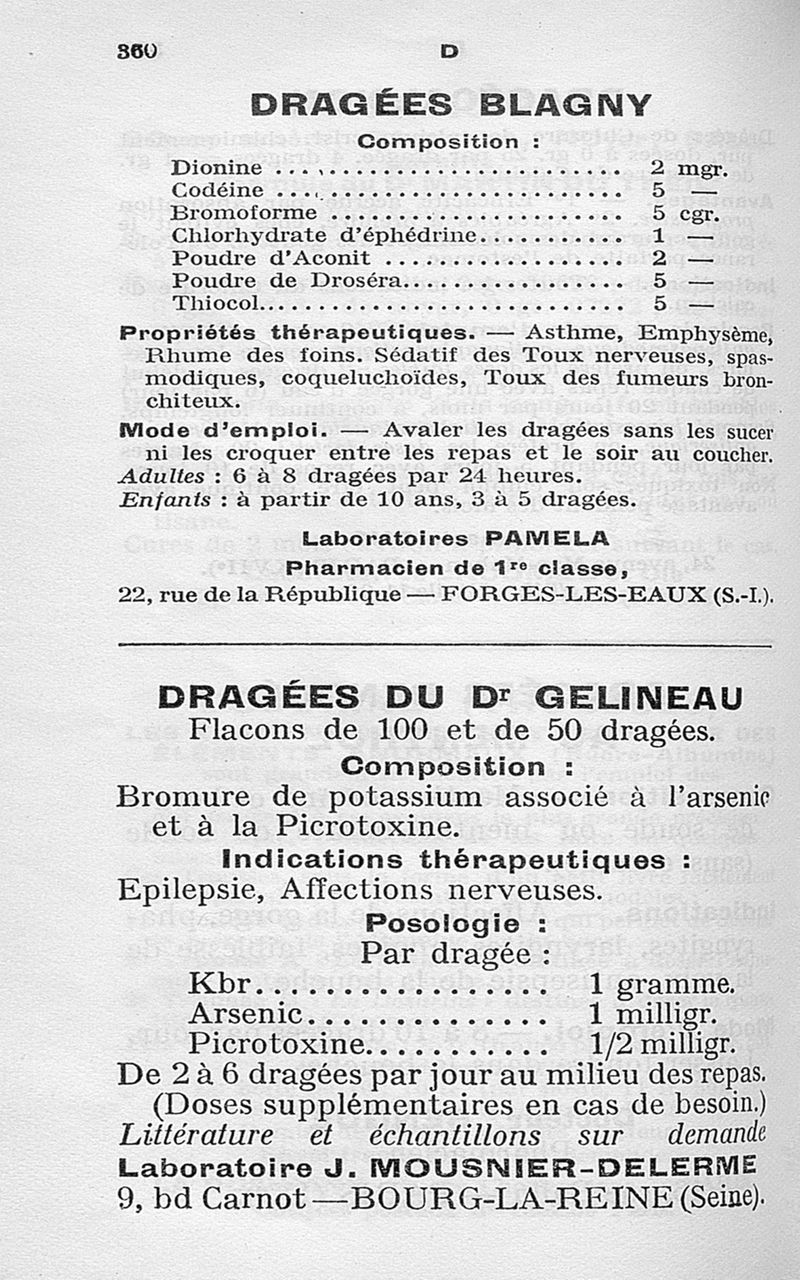 360 D
DRAGÉES BLAGNY
Composition :
Dionine ........................ 2 mgr.
Codéine ........................ 5 —
Bromoforme ..................... 5 cgr.
Chlorhydrate d'éphédrine.......... 1 —
Poudre d'Aconit ................. 2 —
Poudre de Droséra................ 5 —
Thiocol.......................... 5 —
Propriétés thérapeutiques. — Asthme, Emphysème,
Rhume des foins. Sédatif des Toux nerveuses, spas-
modiques, coqueluchoïdes, Toux des fumeurs bron-
chiteux.
Mode d'emploi. — Avaler les dragées sans les sucer
ni les croquer entre les repas et le soir au coucher.
Adultes : 6 à 8 dragées par 24 heures.
Enfants : à partir de 10 ans, 3 à 5 dragées.
Laboratoires PAMELA
Pharmacien de 1re classe,
22, rue de la République — FORGES-LES-EAUX (S.-I.).
DRAGÉES DU Dr GELINEAU
Flacons de 100 et de 50 dragées.
Composition :
Bromure de potassium associé à l'arsenic
et à la Picrotoxine.
Indications thérapeutiques :
Epilepsie, Affections nerveuses.
Posologie :
Par dragée :
Kbr.................. 1 gramme.
Arsenic............... 1 milligr.
Picrotoxine........... 1/2 milligr.
De 2 à 6 dragées par jour au milieu des repas.
(Doses supplémentaires en cas de besoin.)
Littérature et échantillons sur demande
Laboratoire J. MOUSNIER-DELERME
9, bd Carnot — BOURG-LA-REINE (Seine).